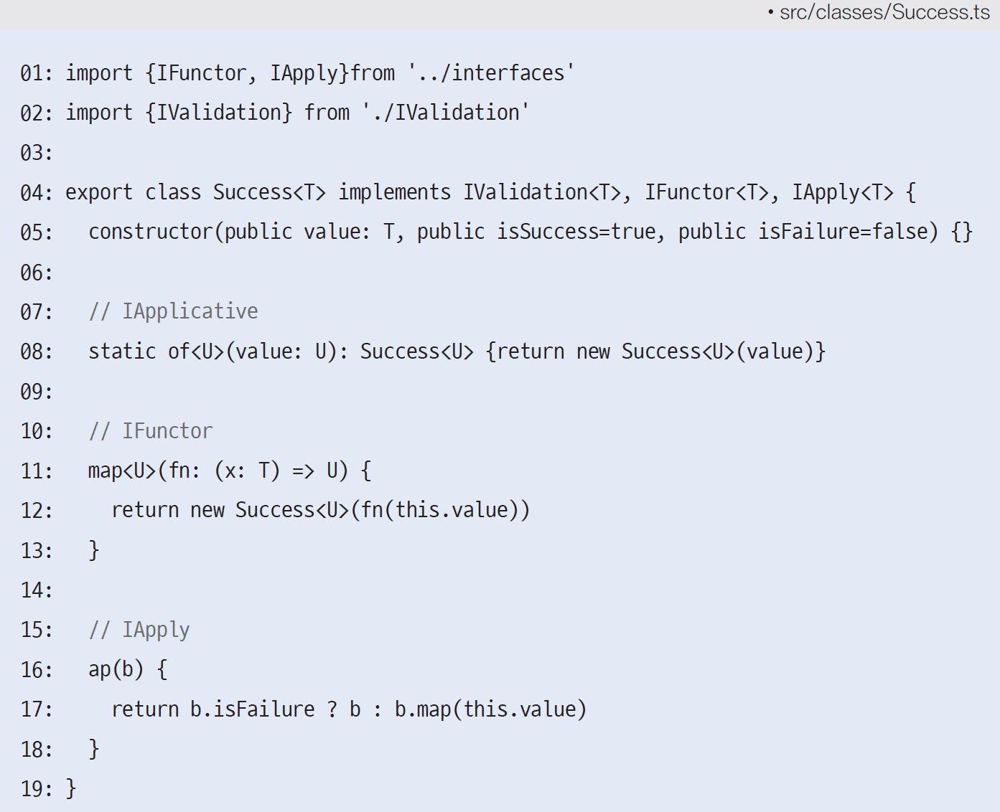 • src/classes/Success.ts
01: import {IFunctor, IApply}from '../interfaces'
02: import {IValidation} from './IValidation'
03:
04: export class Success<T> implements IValidation<T>, IFunctor<T>, IApply<T> {
05:   constructor(public value: T, public isSuccess=true, public isFailure=false) {}
06:
07:   // IApplicative
08:   static of<U>(value: U): Success<U> {return new Success<U>(value)}
09:
10:   // IFunctor
11:   map<U>(fn: (x: T) => U) {
12:     return new Success<U>(fn(this.value))
13:   }
14:
15:   // IApply
16:   ap(b) {
17:     return b.isFailure ? b : b.map(this.value)
18:   }
19: }